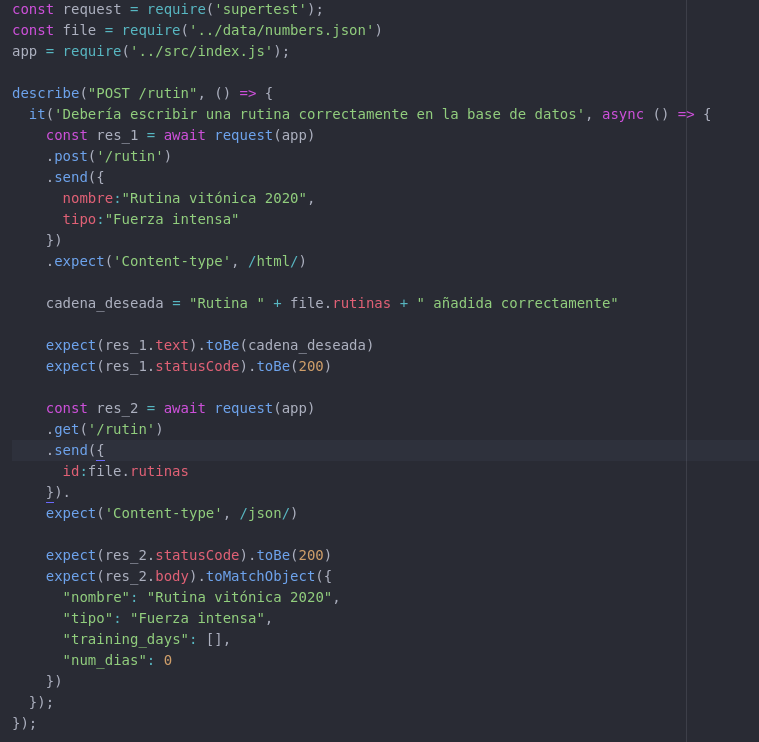 const request = require('supertest');
const file = require('../data/numbers.json')
app = require('../src/index.js');

describe("POST /rutin", () => {
  it('Debería escribir una rutina correctamente en la base de datos', async () => {
    const res_1 = await request(app)
    .post('/rutin')
    .send({
      nombre:"Rutina vitónica 2020",
      tipo:"Fuerza intensa"
    })
    .expect('Content-type', /html/)

    cadena_deseada = "Rutina " + file.rutinas + " añadida correctamente"

    expect(res_1.text).toBe(cadena_deseada)
    expect(res_1.statusCode).toBe(200)

    const res_2 = await request(app)
    .get('/rutin')
    .send({
      id:file.rutinas
    }).
    expect('Content-type', /json/)

    expect(res_2.statusCode).toBe(200)
    expect(res_2.body).toMatchObject({
      "nombre": "Rutina vitónica 2020",
      "tipo": "Fuerza intensa",
      "training_days": [],
      "num_dias": 0
    })
  });
});